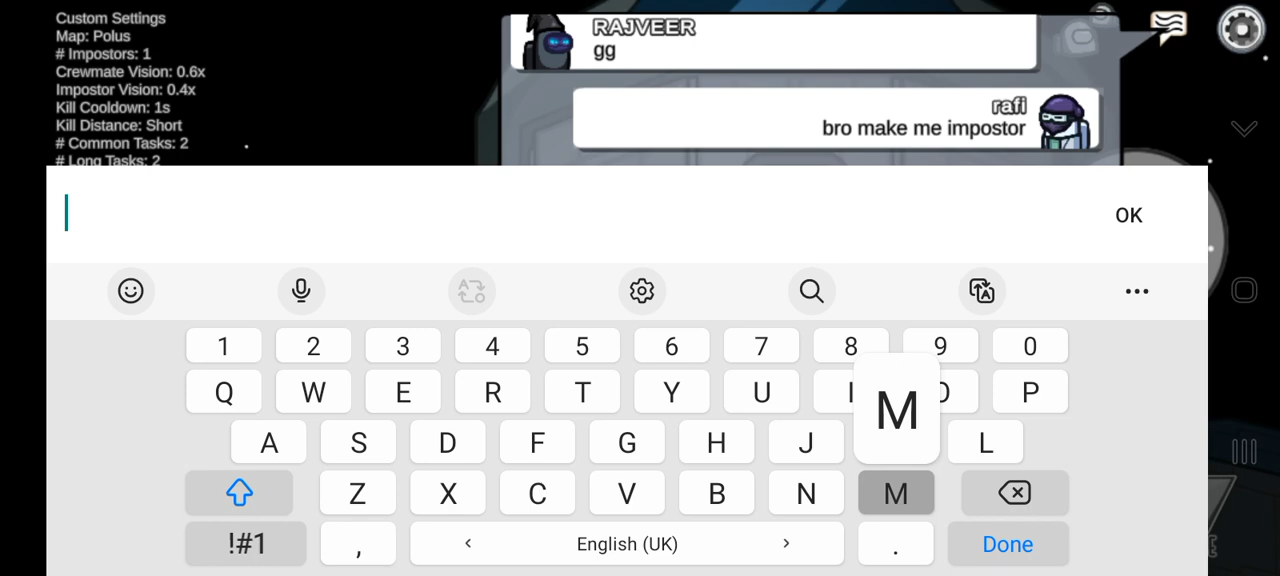 Custom Settings
Map: Polus
# Impostors: 1
Crewmate Vision: 0.6x
Impostor Vision: 0.4x
Kill Cooldown: 1s
Kill Distance: Short
# Common Tasks: 2
# Long Tasks: 2
RAJVEER
gg
rafi
bro make me impostor
OK
1 2 3 4 5 6 7 8 9 0
Q W E R T Y U I O P
A S D F G H J M L
Z X C V B N M
!#1 , < English (UK) > . Done